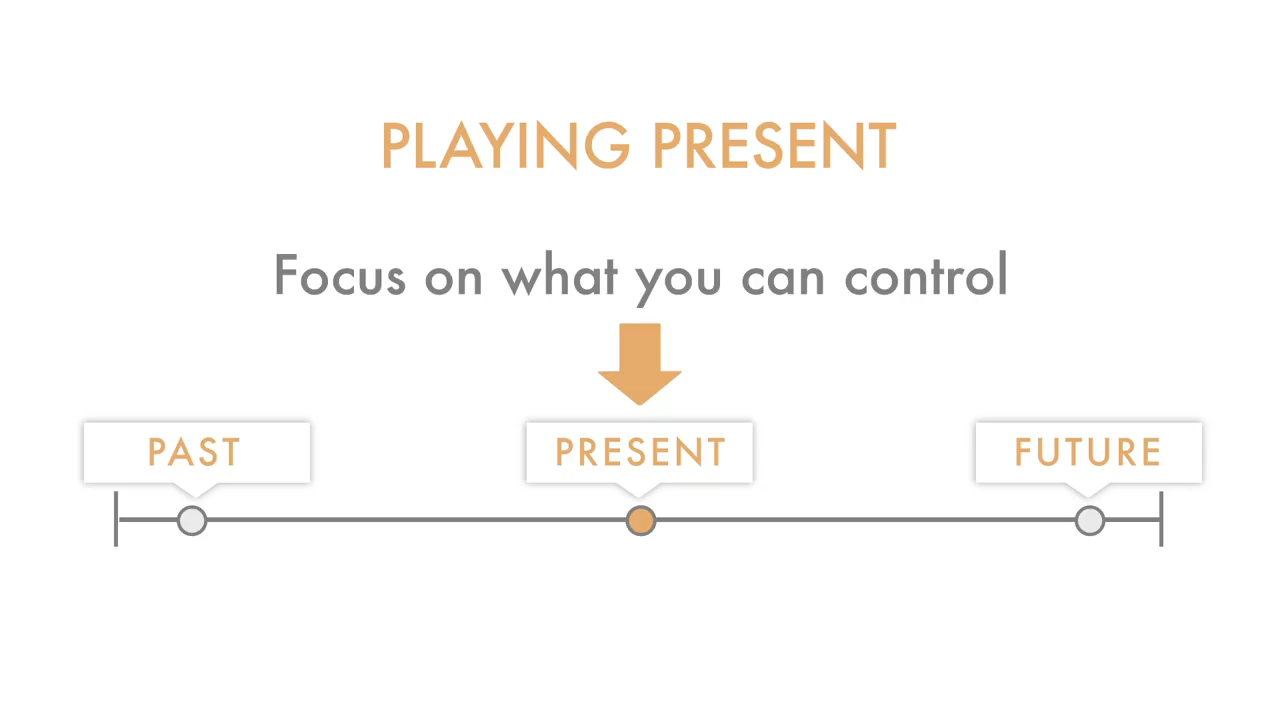 PLAYING PRESENT
Focus on what you can control
PAST
PRESENT
FUTURE